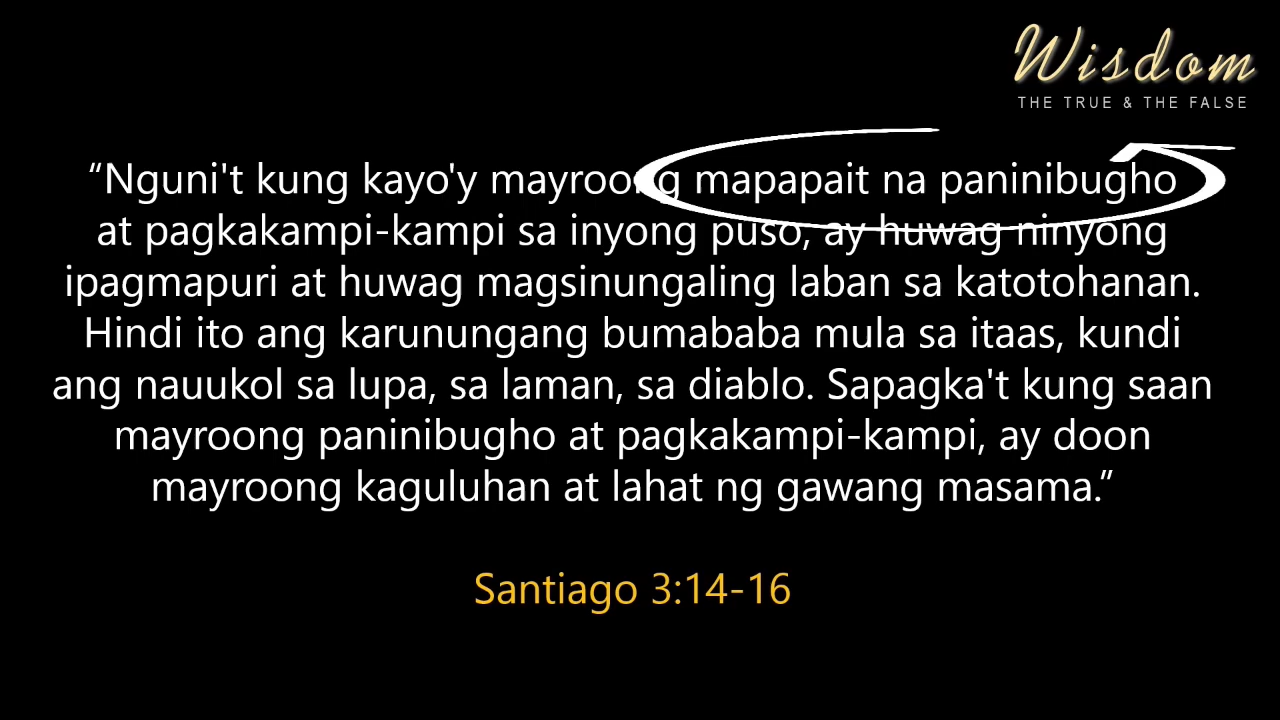 Wisdom
THE TRUE & THE FALSE
“Nguni't kung kayo'y mayroong mapapait na paninibugho
at pagkakampi-kampi sa inyong puso, ay huwag ninyong
ipagmapuri at huwag magsinungaling laban sa katotohanan.
Hindi ito ang karunungang bumababa mula sa itaas, kundi
ang nauukol sa lupa, sa laman, sa diablo. Sapagka't kung saan
mayroong paninibugho at pagkakampi-kampi, ay doon
mayroong kaguluhan at lahat ng gawang masama.”
Santiago 3:14-16